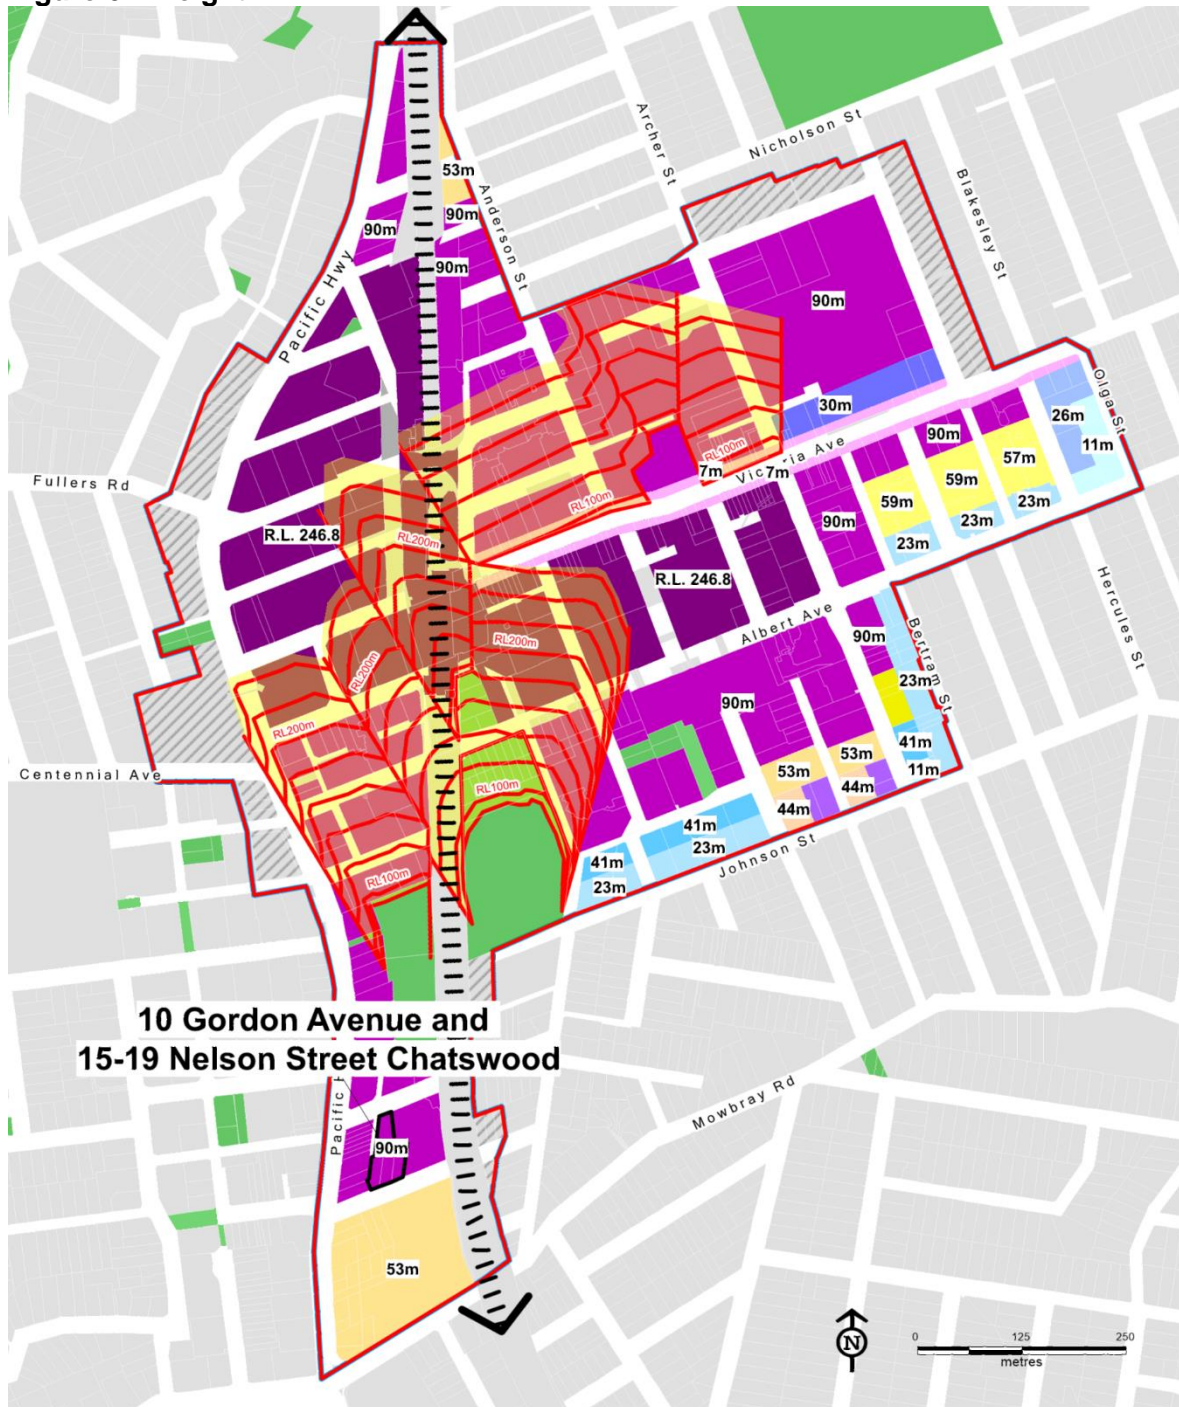 53m
90m
90m
90m
Archer St
Nicholson St
Anderson St
Blakesley St
Pacific Hwy
90m
30m
Olga St
26m
11m
90m
57m
59m
59m
Victoria Ave
7m
7m
RL100m
RL100m
Fullers Rd
R.L. 246.8
RL200m
90m
23m
23m
23m
R.L. 246.8
Albert Ave
Hercules St
RL200m
RL200m
90m
Bertram St
23m
RL200m
90m
41m
11m
Centennial Ave
53m
53m
44m
44m
RL100m
41m
23m
Johnson St
41m
23m
RL100m
10 Gordon Avenue and
15-19 Nelson Street Chatswood
Mowbray Rd
90m
53m
N
0 125 250
metres